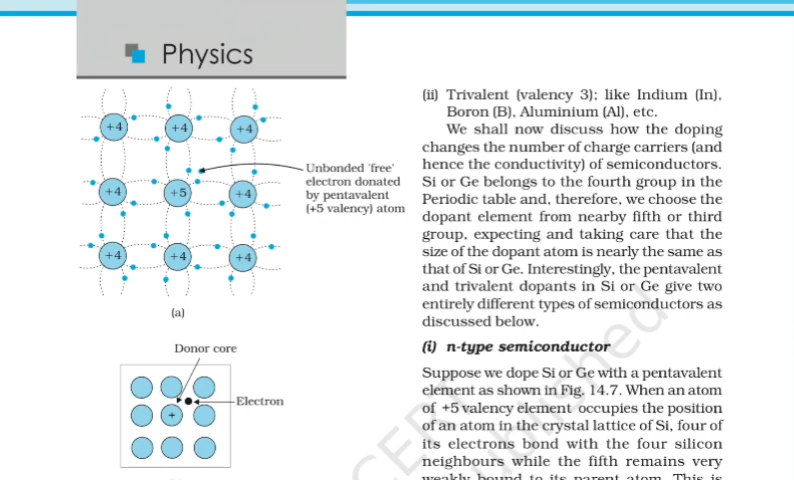 Physics
+4
+4
+4
+4
+5
+4
+4
+4
+4
Unbonded 'free'
electron donated
by pentavalent
(+5 valency) atom
(a)
Donor core
Electron
+
(ii) Trivalent (valency 3); like Indium (In),
Boron (B), Aluminium (Al), etc.
We shall now discuss how the doping
changes the number of charge carriers (and
hence the conductivity) of semiconductors.
Si or Ge belongs to the fourth group in the
Periodic table and, therefore, we choose the
dopant element from nearby fifth or third
group, expecting and taking care that the
size of the dopant atom is nearly the same as
that of Si or Ge. Interestingly, the pentavalent
and trivalent dopants in Si or Ge give two
entirely different types of semiconductors as
discussed below.
(i) n-type semiconductor
Suppose we dope Si or Ge with a pentavalent
element as shown in Fig. 14.7. When an atom
of +5 valency element occupies the position
of an atom in the crystal lattice of Si, four of
its electrons bond with the four silicon
neighbours while the fifth remains very
weakly bound to its parent atom. This is